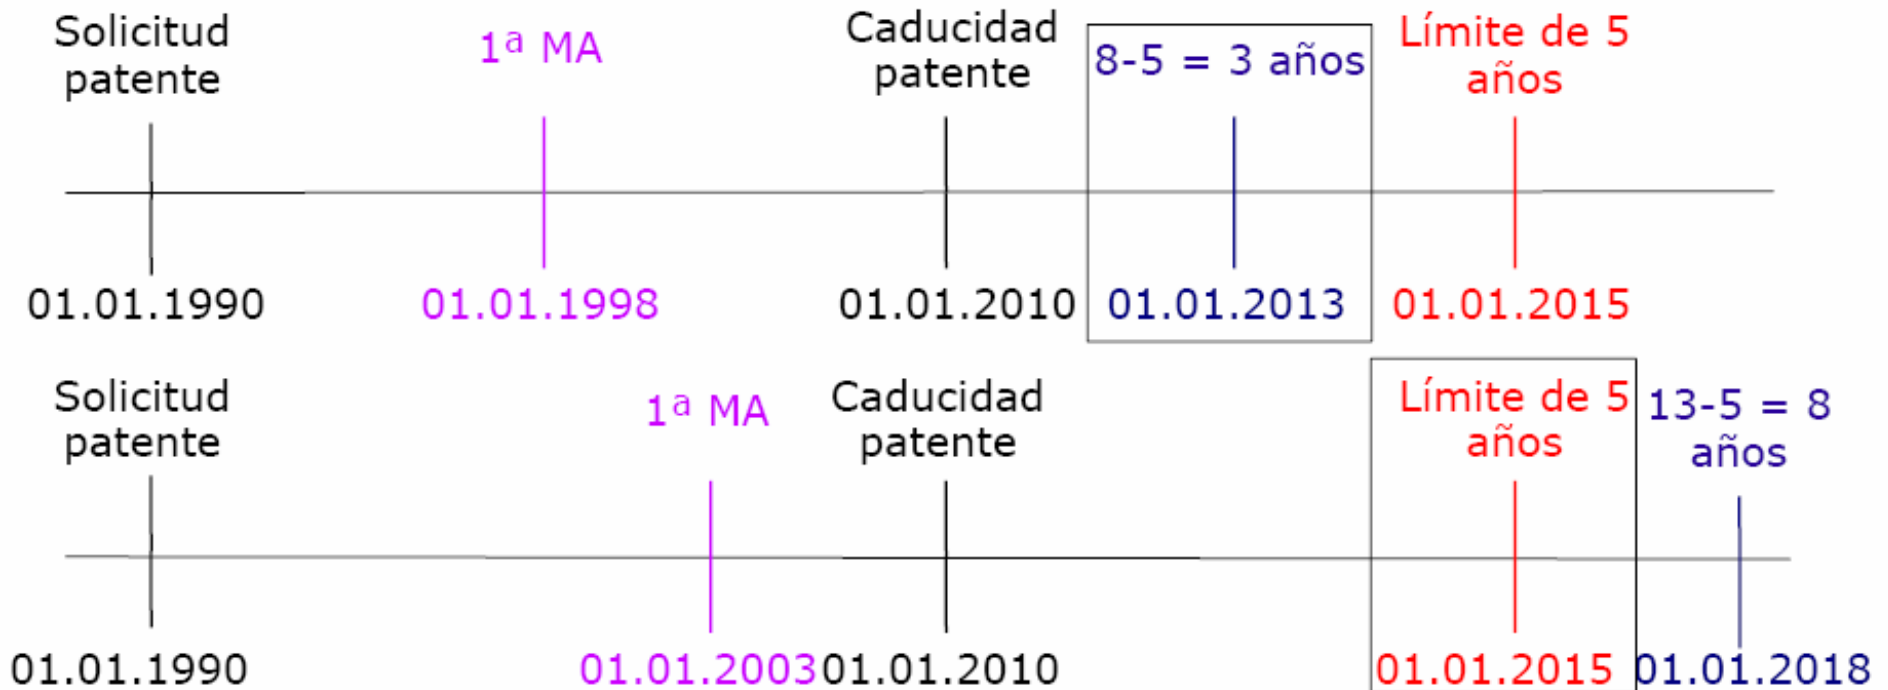 Solicitud
patente
1ª MA
Caducidad
patente
8-5 = 3 años
Límite de 5
años
01.01.1990
01.01.1998
01.01.2010
01.01.2013
01.01.2015
Solicitud
patente
1ª MA
Caducidad
patente
Límite de 5
años
13-5 = 8
años
01.01.1990
01.01.2003
01.01.2010
01.01.2015
01.01.2018